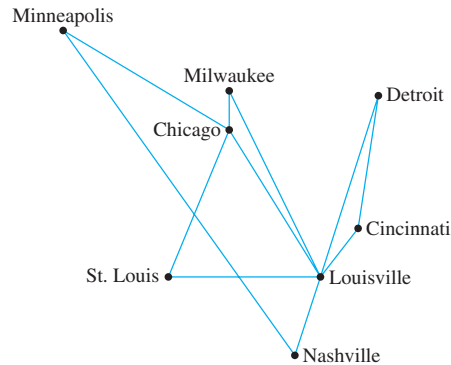 Minneapolis
Milwaukee
Detroit
Chicago
Cincinnati
St. Louis
Louisville
Nashville